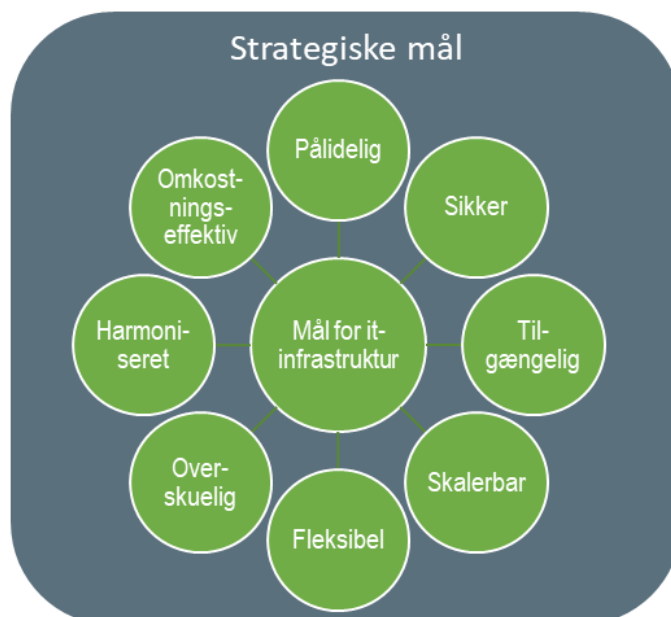 Strategiske mål
Pålidelig
Sikker
Til-
gængelig
Skalerbar
Fleksibel
Over-
skuelig
Harmoni-
seret
Omkost-
nings-
effektiv
Mål for it-
infrastruktur